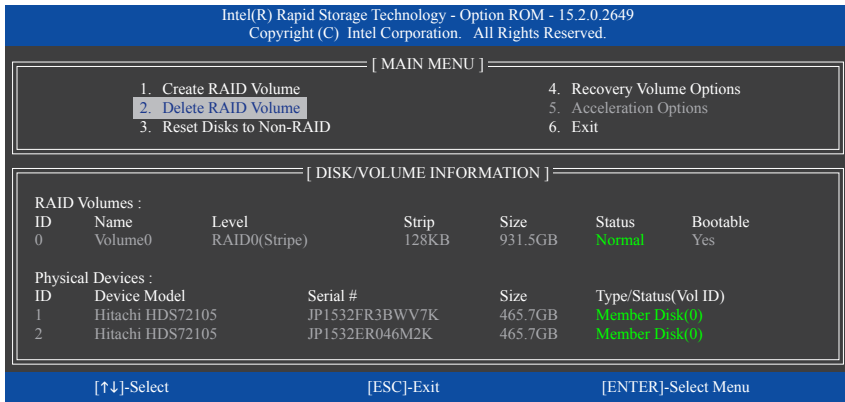 Intel(R) Rapid Storage Technology - Option ROM - 15.2.0.2649
Copyright (C) Intel Corporation. All Rights Reserved.
[ MAIN MENU ]
1. Create RAID Volume
2. Delete RAID Volume
3. Reset Disks to Non-RAID
4. Recovery Volume Options
5. Acceleration Options
6. Exit
[ DISK/VOLUME INFORMATION ]
RAID Volumes :
ID Name Level Strip Size Status Bootable
0 Volume0 RAID0(Stripe) 128KB 931.5GB Normal Yes
Physical Devices :
ID Device Model Serial # Size Type/Status(Vol ID)
1 Hitachi HDS72105 JP1532FR3BWV7K 465.7GB Member Disk(0)
2 Hitachi HDS72105 JP1532ER046M2K 465.7GB Member Disk(0)
[↑↓]-Select [ESC]-Exit [ENTER]-Select Menu